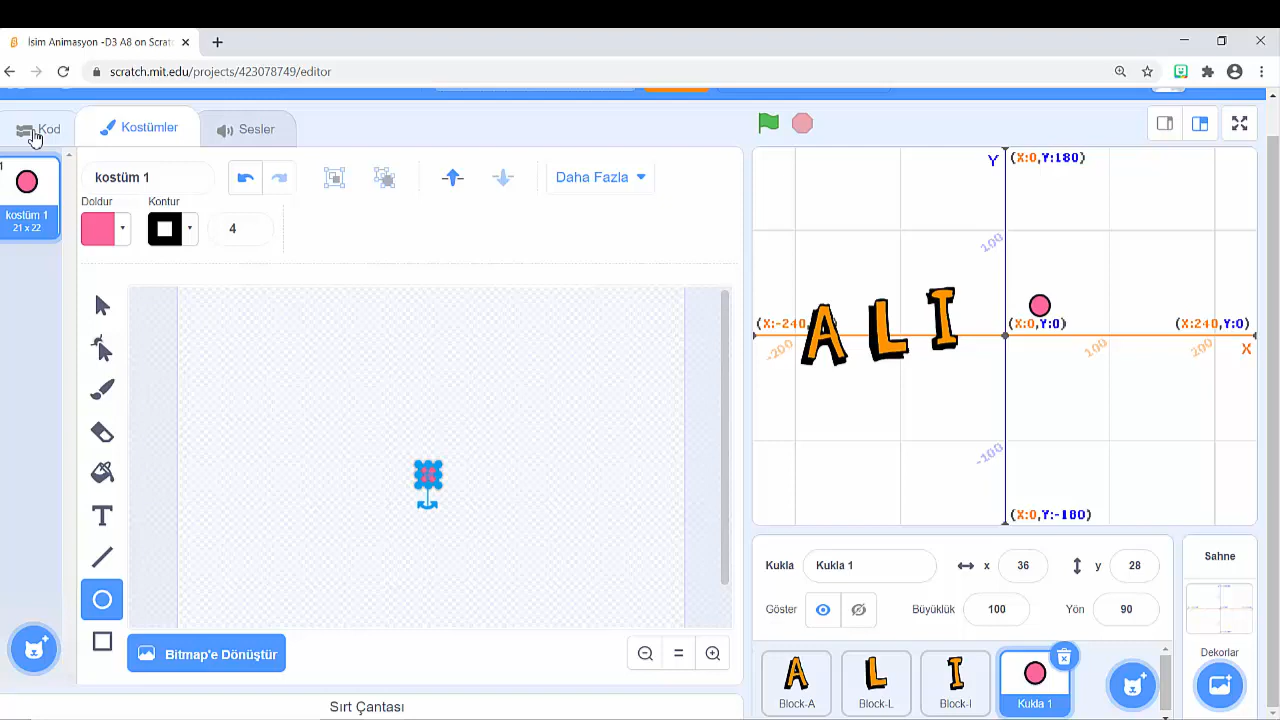 İsim Animasyon -D3 A8 on Scratc
scratch.mit.edu/projects/423078749/editor
Kod
Kostümler
Sesler
1
kostüm 1
21 x 22
kostüm 1
Daha Fazla
Doldur
Kontur
4
T
Bitmap'e Dönüştür
=
Sırt Çantası
Y
(X:0,Y:180)
100
A L I
(X:-240,
(X:0,Y:0)
(X:240,Y:0)
-200
100
200
X
-100
(X:0,Y:-180)
Kukla
Kukla 1
x
36
y
28
Göster
Büyüklük
100
Yön
90
A
Block-A
L
Block-L
I
Block-I
Kukla 1
Sahne
Dekorlar